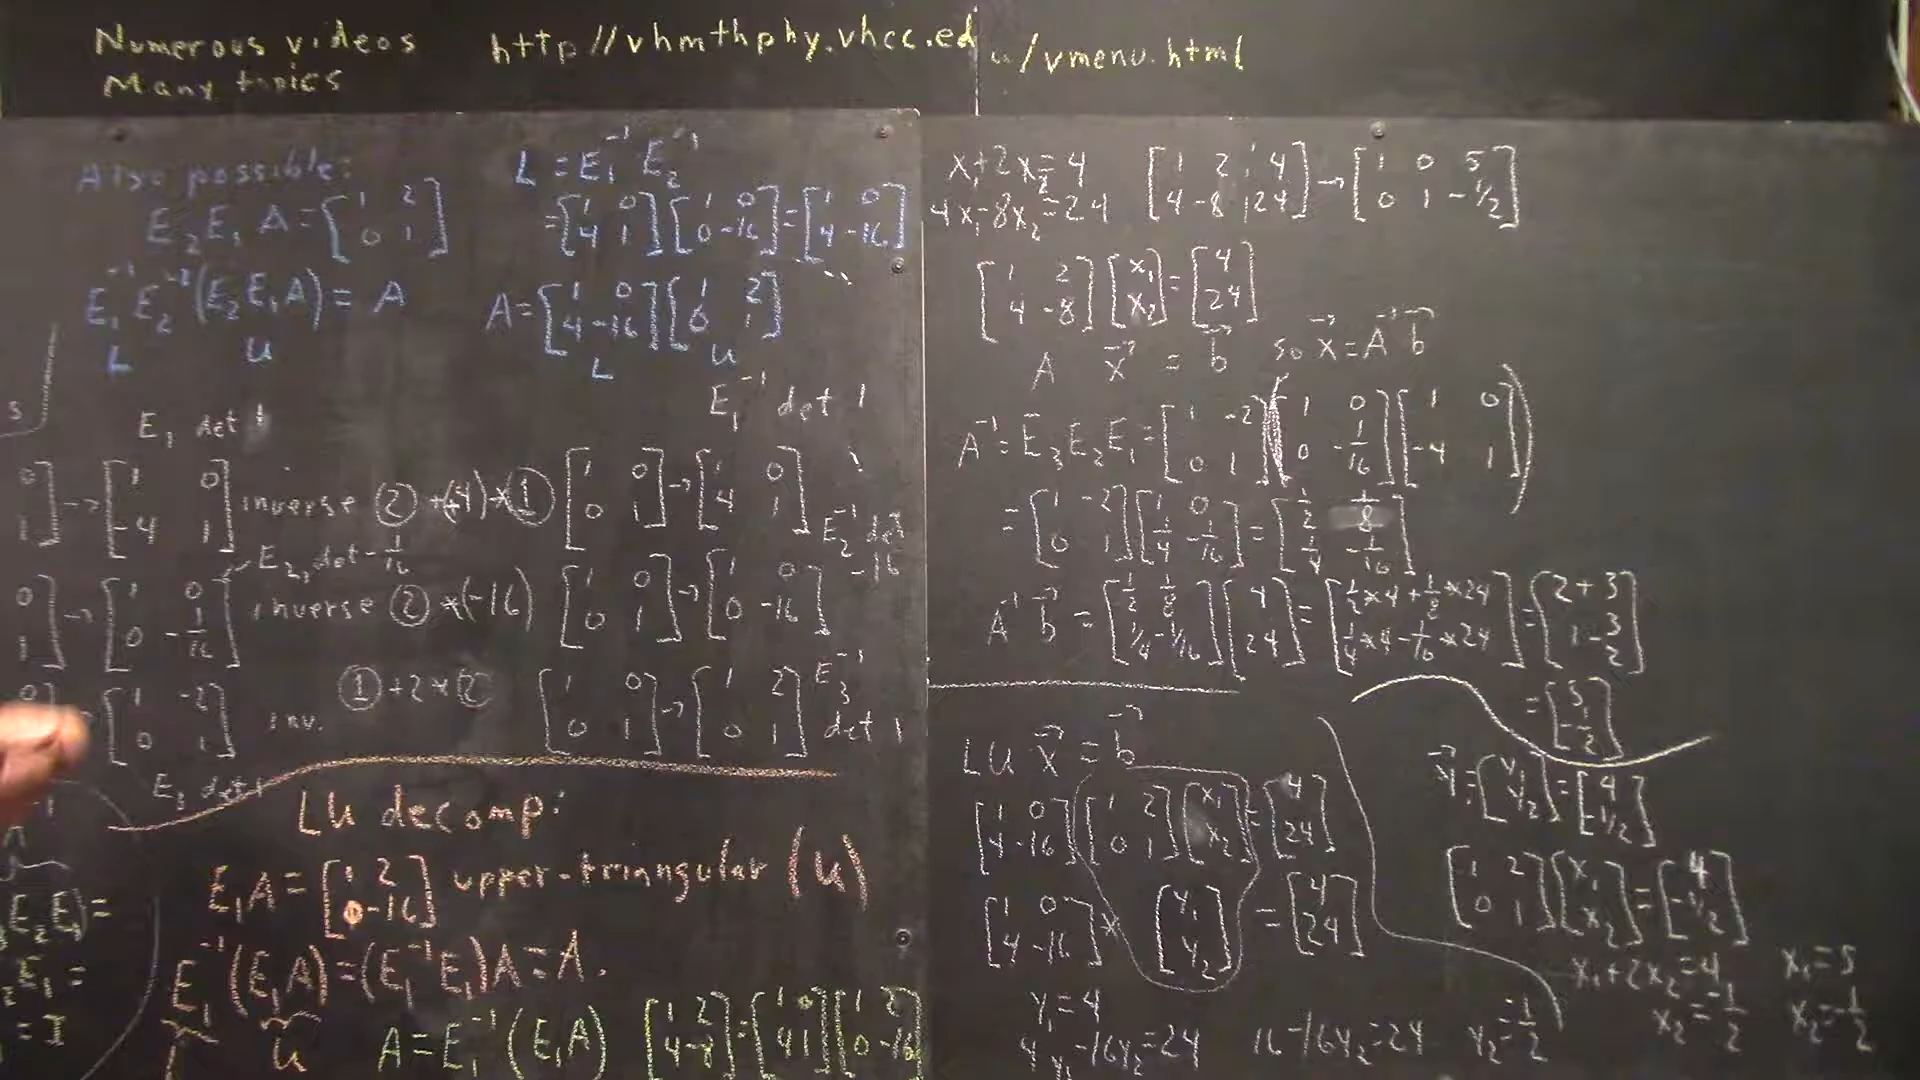 Numerous videos
Many topics
http//vhmthphy.vhcc.edu/vmenu.html
Also possible:
E₂E₁ A = [1 2; 0 1]
E₁⁻¹ E₂⁻¹ (E₂E₁A) = A
L U
L = E₁⁻¹ E₂⁻¹
= [1 0; 4 1] [1 0; 0 -16] = [1 0; 4 -16]
A = [1 0; 4 -16] [1 2; 0 1]
L U
E₁⁻¹ det 1
E₁ det 1
→ [1 0; -4 1] inverse ② +(4)*① [1 0; 0 1] → [1 0; 4 1]
E₂, det -1/16
E₂⁻¹ det -16
→ [1 0; 0 -1/16] inverse ② *(-16) [1 0; 0 1] → [1 0; 0 -16]
[1 -2; 0 1] inv. ① +2*② [1 0; 0 1] → [1 2; 0 1] E₃⁻¹ det 1
E₃ det 1
LU decomp:
E₁A = [1 2; 0 -16] upper-triangular (U)
E₁⁻¹(E₁A) = (E₁⁻¹E₁)A = A.
U
A = E₁⁻¹(E₁A) [1 2; 4 -8] = [1 0; 4 1] [1 2; 0 -16]
E₂E₁) =
₂E₁ =
= I
x₁+2x₂=4
4x₁-8x₂=24
[1 2 | 4; 4 -8 | 24] → [1 0 5; 0 1 -1/2]
[1 2; 4 -8] [x₁; x₂] = [4; 24]
A x⃗ = b⃗ so x⃗ = A⁻¹ b⃗
A⁻¹ = E₃E₂E₁ = [1 -2; 0 1] ([1 0; 0 -1/16] [1 0; -4 1])
= [1 -2; 0 1] [1 0; 1/4 -1/16] = [1/2 1/8; 1/4 -1/16]
A⁻¹ b⃗ = [1/2 1/8; 1/4 -1/16] [4; 24] = [1/2*4+1/8*24; 1/4*4-1/16*24] = [2+3; 1-3/2]
= [5; -1/2]
LU x⃗ = b⃗
[1 0; 4 -16] [1 2; 0 1] [x₁; x₂] = [4; 24]
[1 0; 4 -16] * [y₁; y₂] = [4; 24]
y₁=4
4y₁-16y₂=24 16-16y₂=24 y₂=-1/2
y⃗ = [y₁; y₂] = [4; -1/2]
[1 2; 0 1] [x₁; x₂] = [4; -1/2]
x₁+2x₂=4 x₁=5
x₂=-1/2 x₂=-1/2